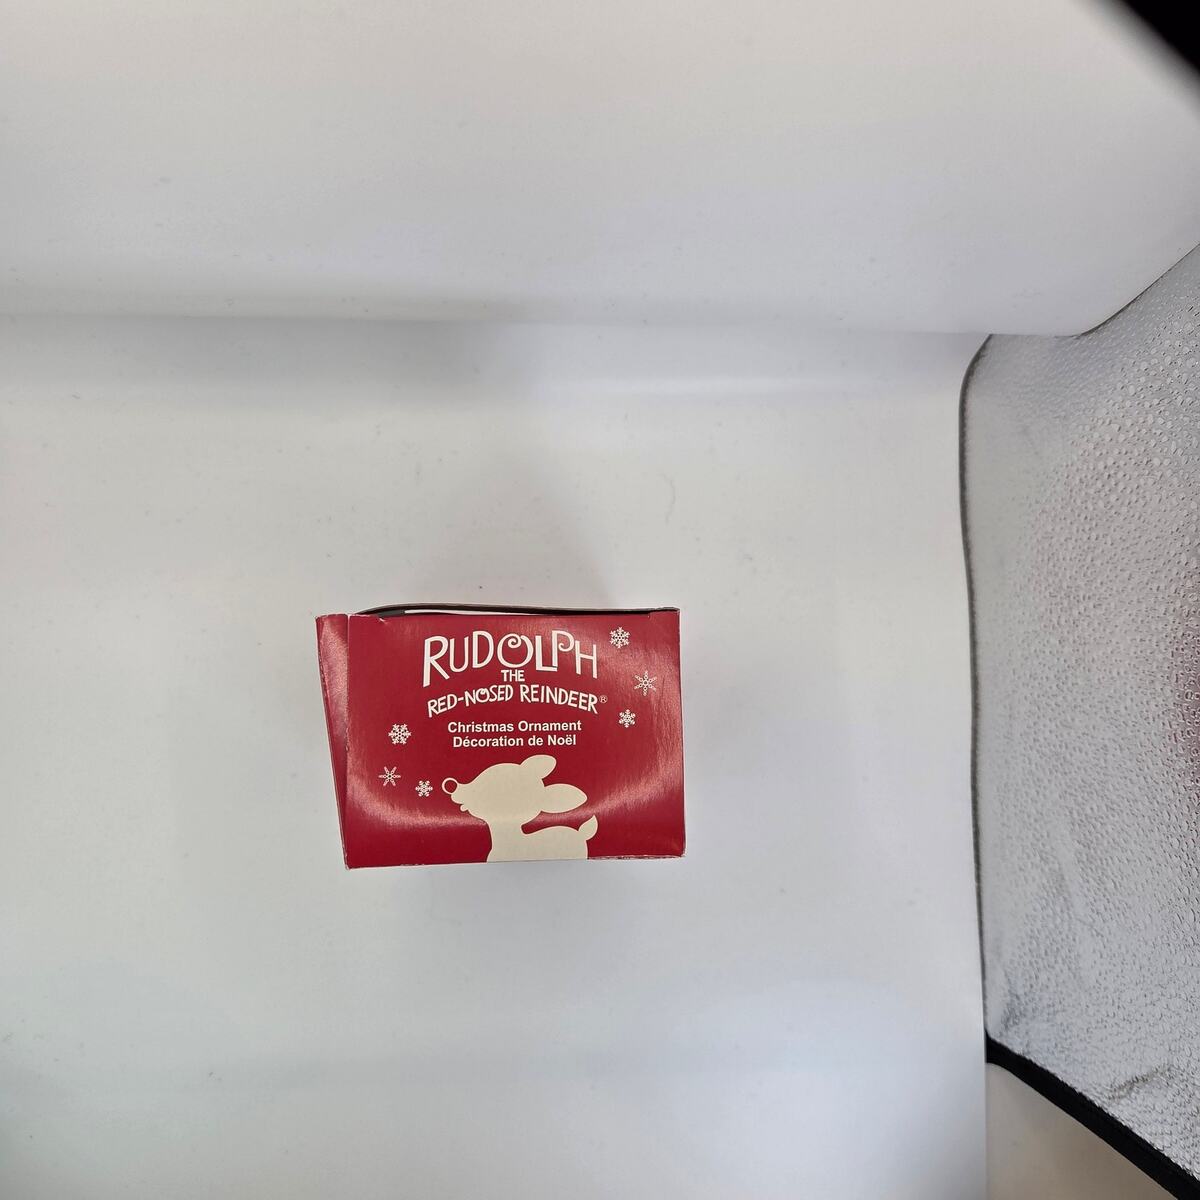 RUDOLPH
THE
RED-NOSED REINDEER®
Christmas Ornament
Décoration de Noël